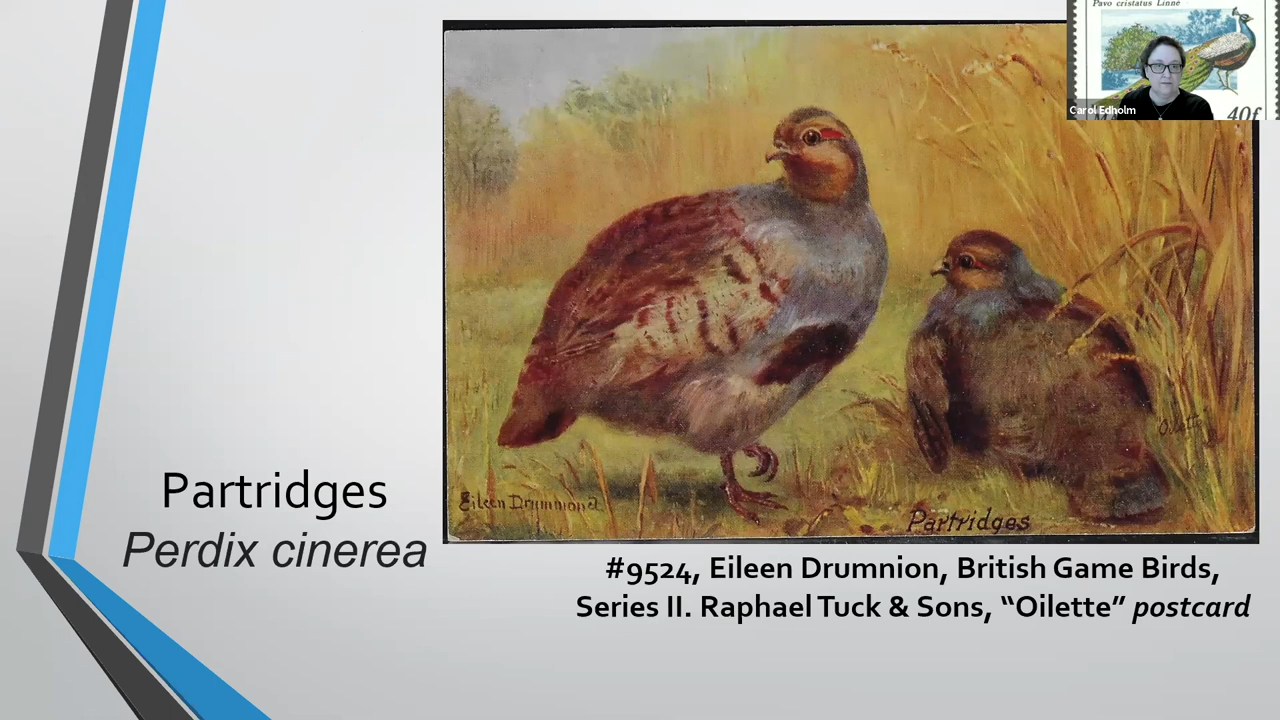 Pavo cristatus Linné
40f
Carol Edholm
Eileen Drummond
Oilette
Partridges
Partridges
Perdix cinerea
#9524, Eileen Drumnion, British Game Birds,
Series II. Raphael Tuck & Sons, “Oilette” postcard